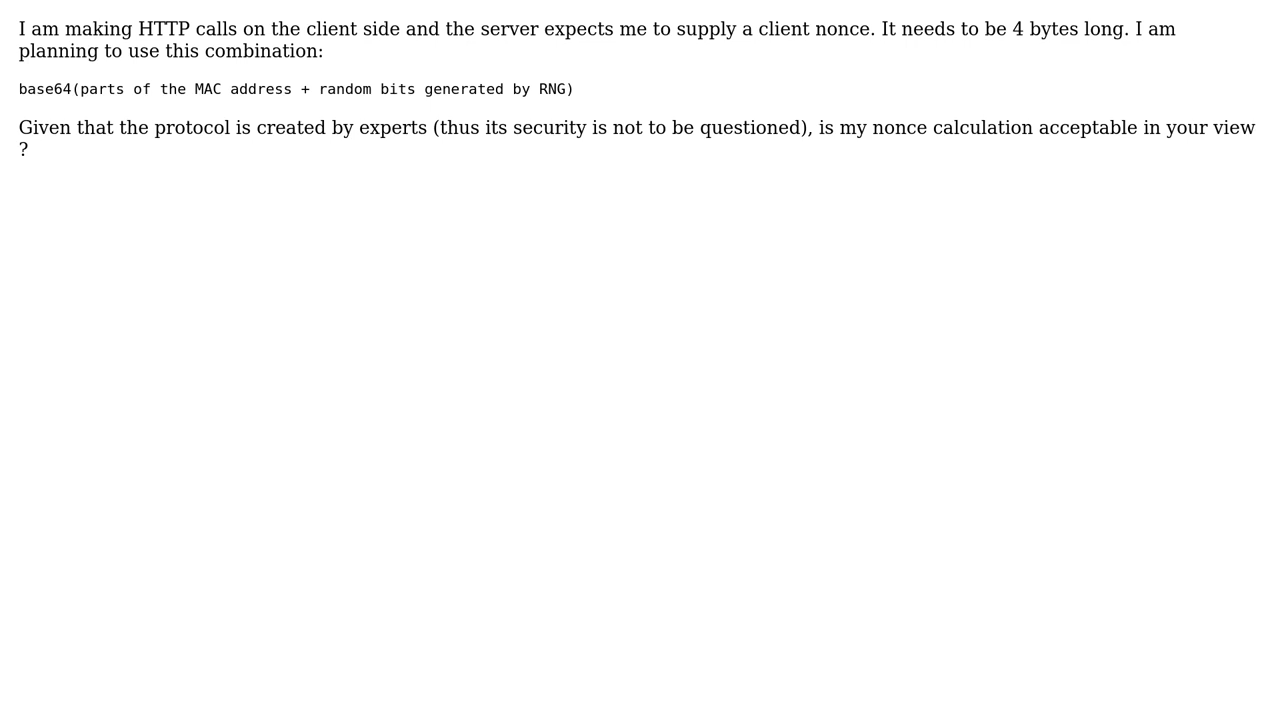 I am making HTTP calls on the client side and the server expects me to supply a client nonce. It needs to be 4 bytes long. I am
planning to use this combination:
base64(parts of the MAC address + random bits generated by RNG)
Given that the protocol is created by experts (thus its security is not to be questioned), is my nonce calculation acceptable in your view
?